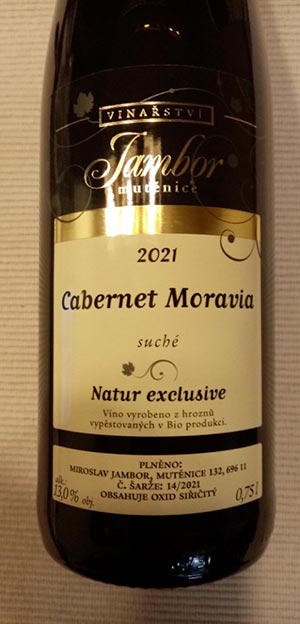 VINAŘSTVÍ
Jambor
mutěnice
2021
Cabernet Moravia
suché
Natur exclusive
Víno vyrobeno z hroznů
vypěstovaných v Bio produkci.
PLNĚNO:
MIROSLAV JAMBOR, MUTĚNICE 132, 696 11
alk.: Č. ŠARŽE: 14/2021
13,0% obj. OBSAHUJE OXID SIŘIČITÝ 0,75 l